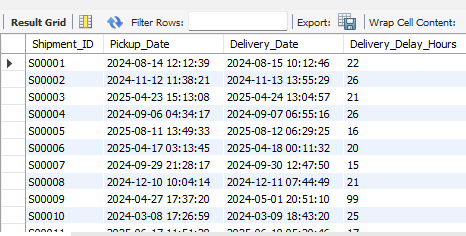 Result Grid Filter Rows: Export: Wrap Cell Content:
Shipment_ID Pickup_Date Delivery_Date Delivery_Delay_Hours
S00001 2024-08-14 12:12:39 2024-08-15 10:12:46 22
S00002 2024-11-12 11:38:21 2024-11-13 13:55:29 26
S00003 2025-04-23 15:13:08 2025-04-24 13:04:57 21
S00004 2024-09-06 04:34:17 2024-09-07 06:55:16 26
S00005 2025-08-11 13:49:33 2025-08-12 06:29:25 16
S00006 2025-04-17 03:13:45 2025-04-18 00:11:32 20
S00007 2024-09-29 21:28:17 2024-09-30 12:47:50 15
S00008 2024-12-10 10:04:14 2024-12-11 07:44:49 21
S00009 2024-04-27 17:37:20 2024-05-01 20:51:10 99
S00010 2024-03-08 17:26:59 2024-03-09 18:43:20 25